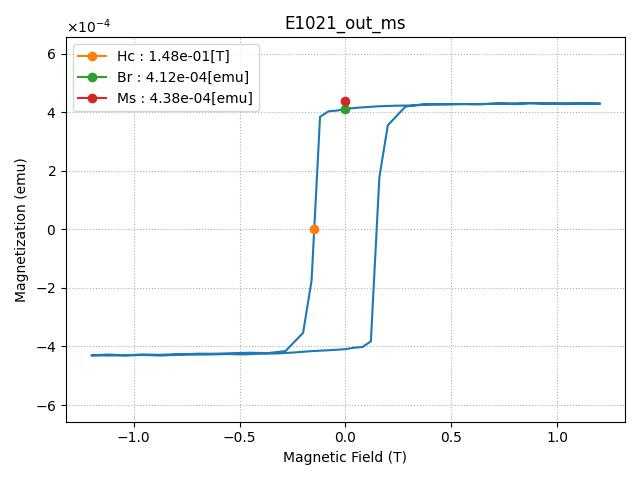 E1021_out_ms
×10⁻⁴
Hc : 1.48e-01[T]
Br : 4.12e-04[emu]
Ms : 4.38e-04[emu]
6
4
2
0
−2
−4
−6
Magnetization (emu)
−1.0 −0.5 0.0 0.5 1.0
Magnetic Field (T)